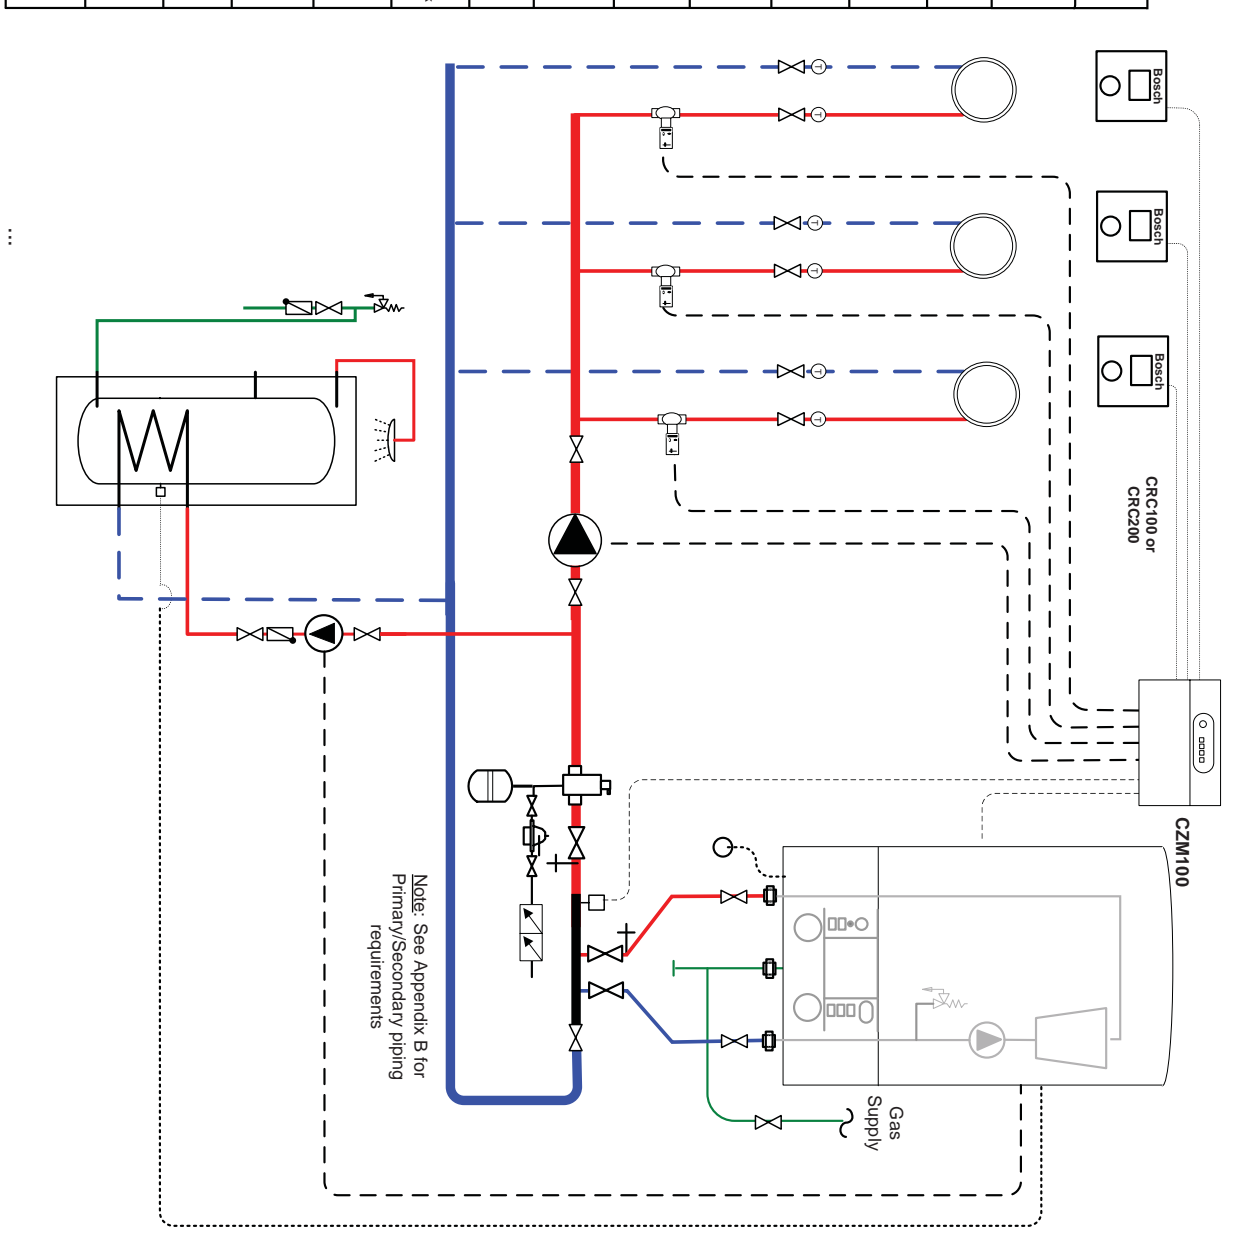 Bosch
Bosch
Bosch
CRC100 or
CRC200
CZM100
Note: See Appendix B for
Primary/Secondary piping
requirements
Gas
Supply
T
T
T
T
T
T
...